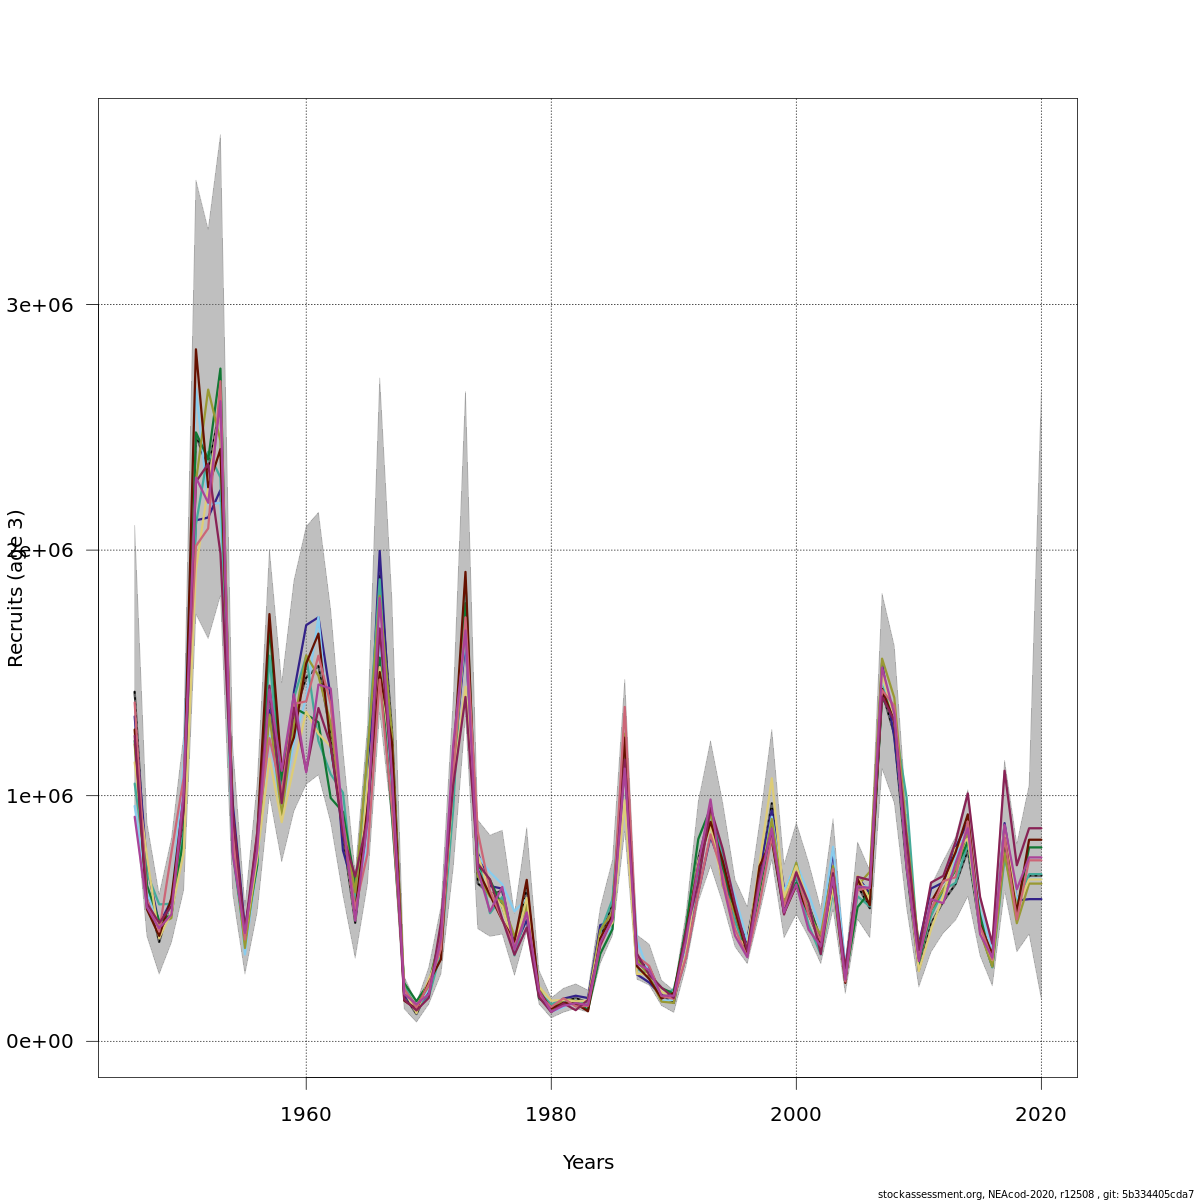 3e+06
2e+06
1e+06
0e+00
Recruits (age 3)
1960 1980 2000 2020
Years
stockassessment.org, NEAcod-2020, r12508 , git: 5b334405cda7